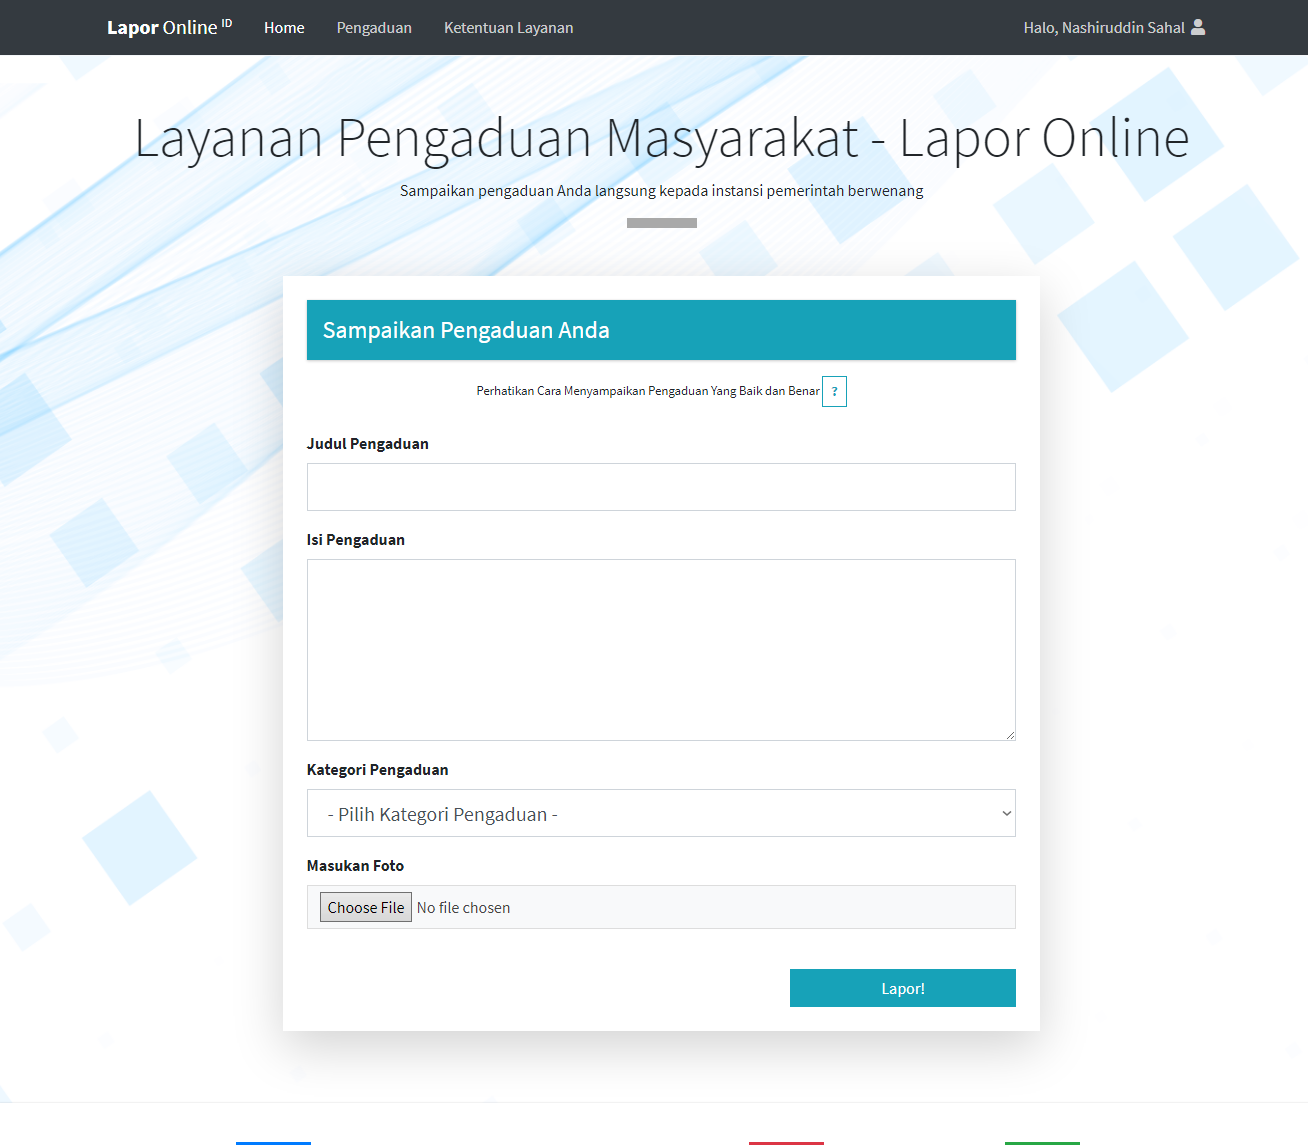 Lapor Online ID Home Pengaduan Ketentuan Layanan Halo, Nashiruddin Sahal
Layanan Pengaduan Masyarakat - Lapor Online
Sampaikan pengaduan Anda langsung kepada instansi pemerintah berwenang
Sampaikan Pengaduan Anda
Perhatikan Cara Menyampaikan Pengaduan Yang Baik dan Benar ?
Judul Pengaduan
Isi Pengaduan
Kategori Pengaduan
- Pilih Kategori Pengaduan -
Masukan Foto
Choose File No file chosen
Lapor!